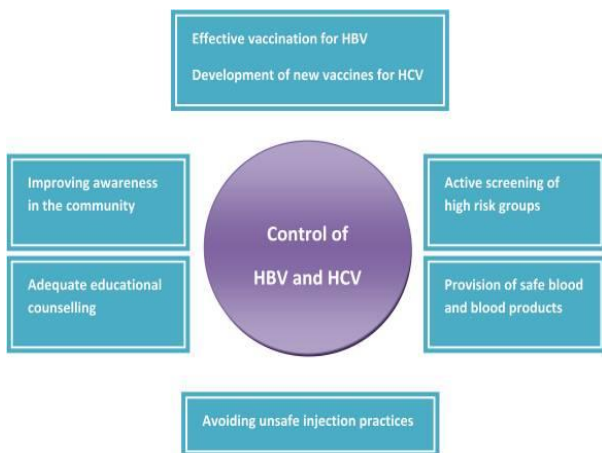 Effective vaccination for HBV
Development of new vaccines for HCV
Improving awareness
in the community
Active screening of
high risk groups
Control of
HBV and HCV
Adequate educational
counselling
Provision of safe blood
and blood products
Avoiding unsafe injection practices